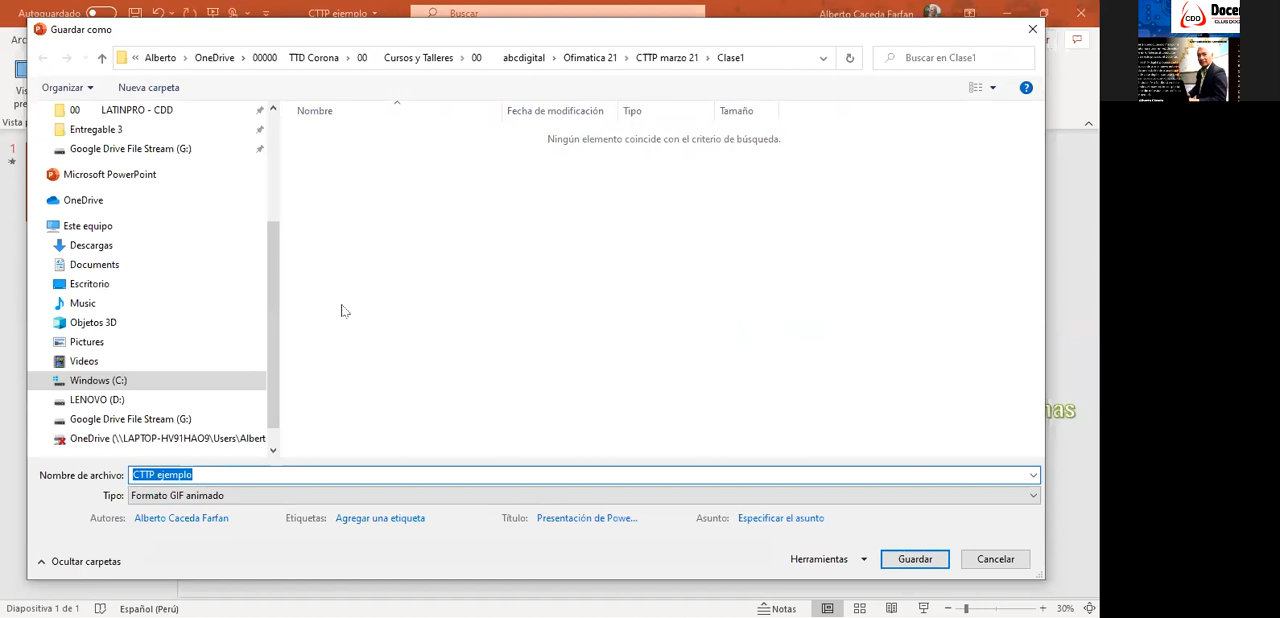 Autoguardado CTTP ejemplo Buscar Alberto Caceda Farfan
Guardar como
Alberto OneDrive 00000 TTD Corona 00 Cursos y Talleres abcdigital Ofimatica 21 CTTP marzo 21 Clase1
Buscar en Clase1
Organizar Nueva carpeta
Nombre Fecha de modificación Tipo Tamaño
Ningún elemento coincide con el criterio de búsqueda.
00 LATINPRO - CDD
Entregable 3
Google Drive File Stream (G:)
Microsoft PowerPoint
OneDrive
Este equipo
Descargas
Documents
Escritorio
Music
Objetos 3D
Pictures
Videos
Windows (C:)
LENOVO (D:)
Google Drive File Stream (G:)
OneDrive (\\LAPTOP-HV91HAO9\Users\Albert
Nombre de archivo: CTTP ejemplo
Tipo: Formato GIF animado
Autores: Alberto Caceda Farfan Etiquetas: Agregar una etiqueta Título: Presentación de Powe... Asunto: Especificar el asunto
Ocultar carpetas
Herramientas Guardar Cancelar
1
Vista
Diapositiva 1 de 1 Español (Perú) Notas 30%
CDD